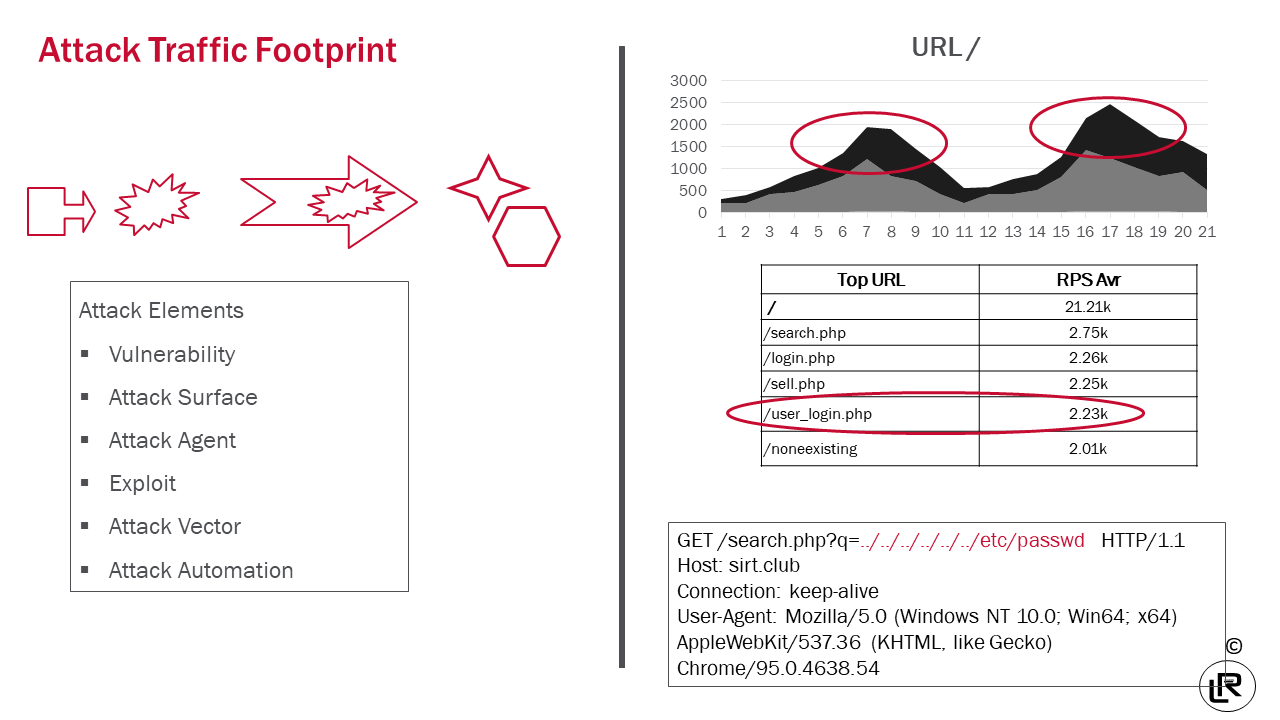 Attack Traffic Footprint
Attack Elements
▪ Vulnerability
▪ Attack Surface
▪ Attack Agent
▪ Exploit
▪ Attack Vector
▪ Attack Automation
URL /
3000
2500
2000
1500
1000
500
0
1 2 3 4 5 6 7 8 9 10 11 12 13 14 15 16 17 18 19 20 21
Top URL RPS Avr
/ 21.21k
/search.php 2.75k
/login.php 2.26k
/sell.php 2.25k
/user_login.php 2.23k
/noneexisting 2.01k
GET /search.php?q=../../../../../../etc/passwd HTTP/1.1
Host: sirt.club
Connection: keep-alive
User-Agent: Mozilla/5.0 (Windows NT 10.0; Win64; x64)
AppleWebKit/537.36 (KHTML, like Gecko)
Chrome/95.0.4638.54
©